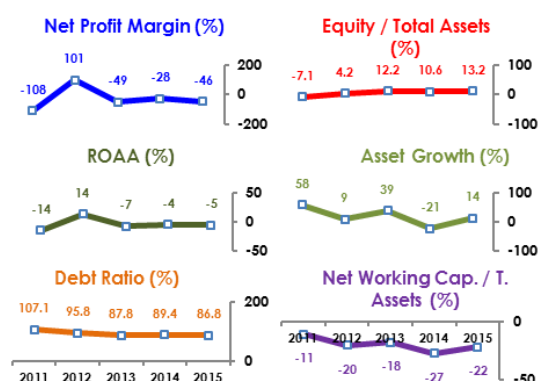 Net Profit Margin (%)
-108 101 -49 -28 -46
200
0
-200
Equity / Total Assets
(%)
-7.1 4.2 12.2 10.6 13.2
100
0
-100
ROAA (%)
-14 14 -7 -4 -5
50
0
-50
Asset Growth (%)
58 9 39 -21 14
100
0
-100
Debt Ratio (%)
107.1 95.8 87.8 89.4 86.8
200
0
2011 2012 2013 2014 2015
Net Working Cap. / T.
Assets (%)
0
2011 2012 2013 2014 2015
-11 -20 -18 -27 -22
-50